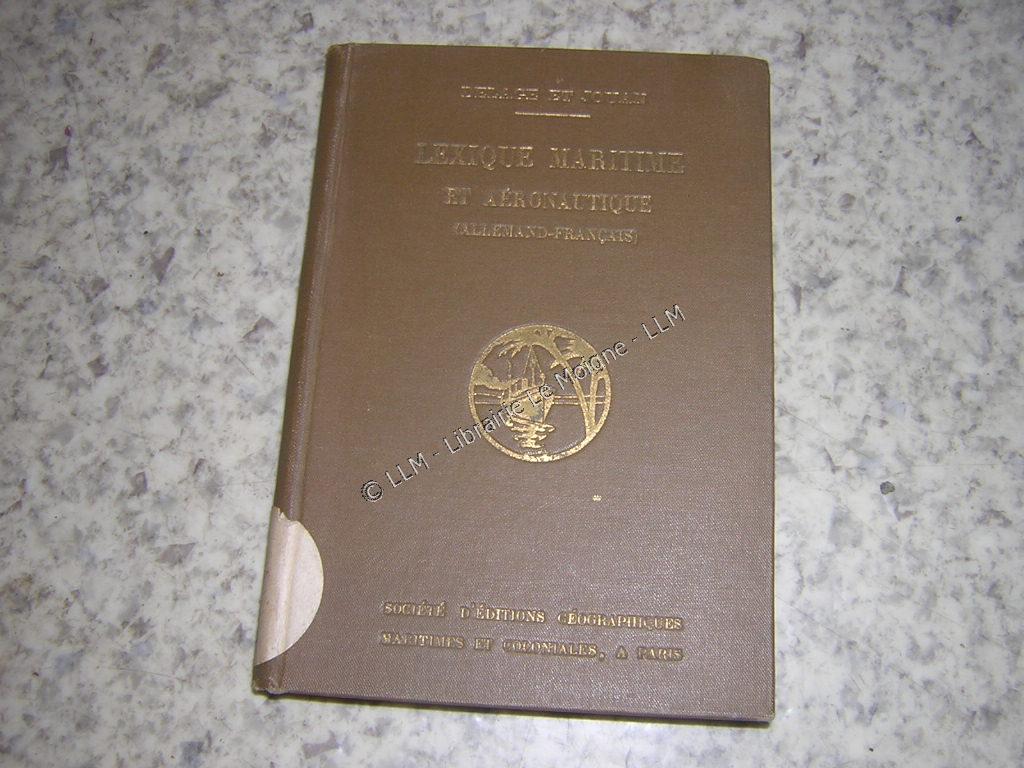 DELAGE ET JOUAN
LEXIQUE MARITIME
ET AÉRONAUTIQUE
(ALLEMAND-FRANÇAIS)
© LLM - Librairie Le Moigne - LLM
SOCIÉTÉ D'ÉDITIONS GÉOGRAPHIQUES
MARITIMES ET COLONIALES, A PARIS